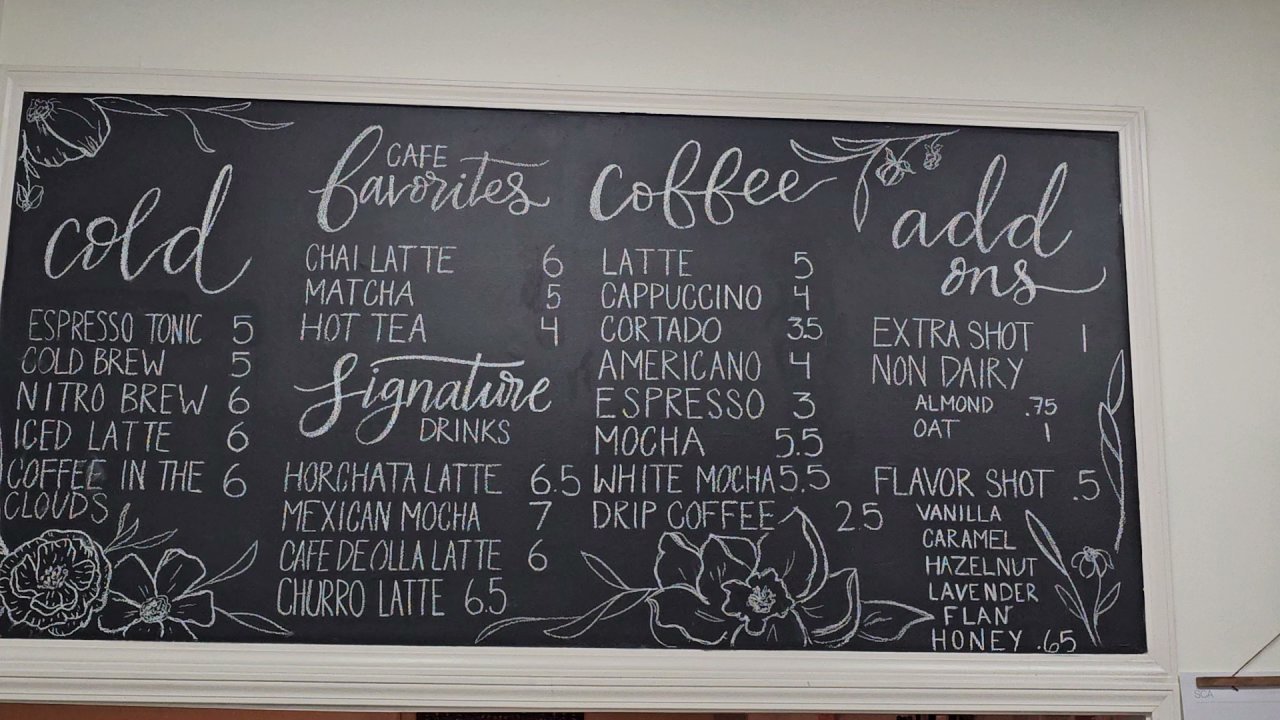 cold
ESPRESSO TONIC 5
COLD BREW 5
NITRO BREW 6
ICED LATTE 6
COFFEE IN THE 6
CLOUDS
CAFE
favorites
CHAI LATTE 6
MATCHA 5
HOT TEA 4
Signature
DRINKS
HORCHATA LATTE 6.5
MEXICAN MOCHA 7
CAFE DE OLLA LATTE 6
CHURRO LATTE 6.5
Coffee
LATTE 5
CAPPUCCINO 4
CORTADO 3.5
AMERICANO 4
ESPRESSO 3
MOCHA 5.5
WHITE MOCHA 5.5
DRIP COFFEE 2.5
add
ons
EXTRA SHOT 1
NON DAIRY
ALMOND .75
OAT 1
FLAVOR SHOT .5
VANILLA
CARAMEL
HAZELNUT
LAVENDER
FLAN
HONEY .65
SCA